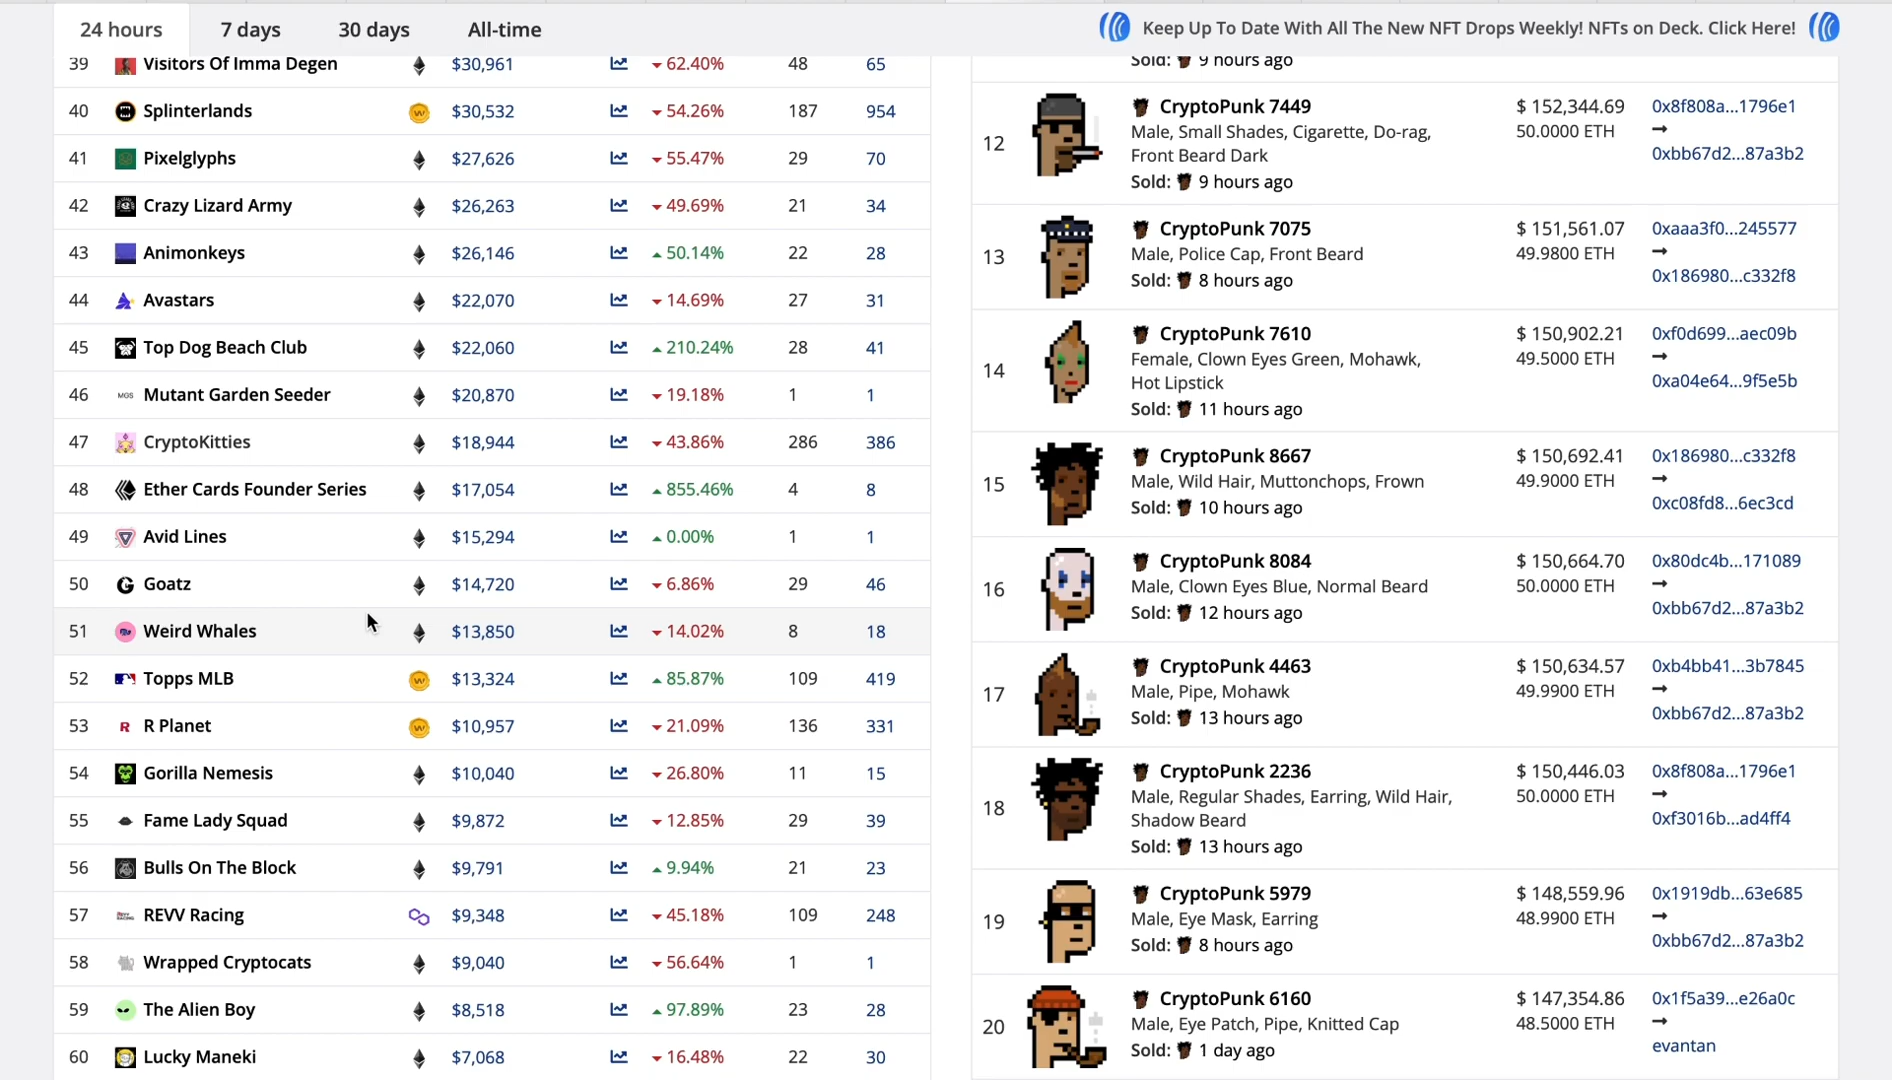 24 hours
7 days
30 days
All-time
Keep Up To Date With All The New NFT Drops Weekly! NFTs on Deck. Click Here!
39 Visitors Of Imma Degen $30,961 62.40% 48 65
40 Splinterlands $30,532 54.26% 187 954
41 Pixelglyphs $27,626 55.47% 29 70
42 Crazy Lizard Army $26,263 49.69% 21 34
43 Animonkeys $26,146 50.14% 22 28
44 Avastars $22,070 14.69% 27 31
45 Top Dog Beach Club $22,060 210.24% 28 41
46 MGS Mutant Garden Seeder $20,870 19.18% 1 1
47 CryptoKitties $18,944 43.86% 286 386
48 Ether Cards Founder Series $17,054 855.46% 4 8
49 Avid Lines $15,294 0.00% 1 1
50 Goatz $14,720 6.86% 29 46
51 Weird Whales $13,850 14.02% 8 18
52 Topps MLB $13,324 85.87% 109 419
53 R R Planet $10,957 21.09% 136 331
54 Gorilla Nemesis $10,040 26.80% 11 15
55 Fame Lady Squad $9,872 12.85% 29 39
56 Bulls On The Block $9,791 9.94% 21 23
57 REVV Racing $9,348 45.18% 109 248
58 Wrapped Cryptocats $9,040 56.64% 1 1
59 The Alien Boy $8,518 97.89% 23 28
60 Lucky Maneki $7,068 16.48% 22 30
Sold: 9 hours ago
12
CryptoPunk 7449 $ 152,344.69 0x8f808a...1796e1
Male, Small Shades, Cigarette, Do-rag, 50.0000 ETH
Front Beard Dark 0xbb67d2...87a3b2
Sold: 9 hours ago
13
CryptoPunk 7075 $ 151,561.07 0xaaa3f0...245577
Male, Police Cap, Front Beard 49.9800 ETH
Sold: 8 hours ago 0x186980...c332f8
14
CryptoPunk 7610 $ 150,902.21 0xf0d699...aec09b
Female, Clown Eyes Green, Mohawk, 49.5000 ETH
Hot Lipstick 0xa04e64...9f5e5b
Sold: 11 hours ago
15
CryptoPunk 8667 $ 150,692.41 0x186980...c332f8
Male, Wild Hair, Muttonchops, Frown 49.9000 ETH
Sold: 10 hours ago 0xc08fd8...6ec3cd
16
CryptoPunk 8084 $ 150,664.70 0x80dc4b...171089
Male, Clown Eyes Blue, Normal Beard 50.0000 ETH
Sold: 12 hours ago 0xbb67d2...87a3b2
17
CryptoPunk 4463 $ 150,634.57 0xb4bb41...3b7845
Male, Pipe, Mohawk 49.9900 ETH
Sold: 13 hours ago 0xbb67d2...87a3b2
18
CryptoPunk 2236 $ 150,446.03 0x8f808a...1796e1
Male, Regular Shades, Earring, Wild Hair, 50.0000 ETH
Shadow Beard 0xf3016b...ad4ff4
Sold: 13 hours ago
19
CryptoPunk 5979 $ 148,559.96 0x1919db...63e685
Male, Eye Mask, Earring 48.9900 ETH
Sold: 8 hours ago 0xbb67d2...87a3b2
20
CryptoPunk 6160 $ 147,354.86 0x1f5a39...e26a0c
Male, Eye Patch, Pipe, Knitted Cap 48.5000 ETH
Sold: 1 day ago evantan